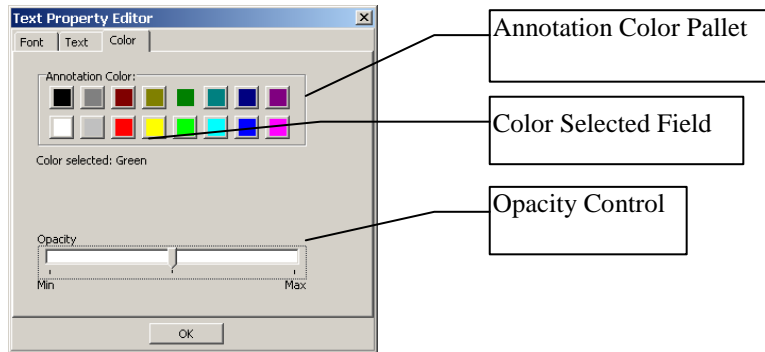 Text Property Editor
Font Text Color
Annotation Color:
Color selected: Green
Opacity
Min Max
OK
Annotation Color Pallet
Color Selected Field
Opacity Control